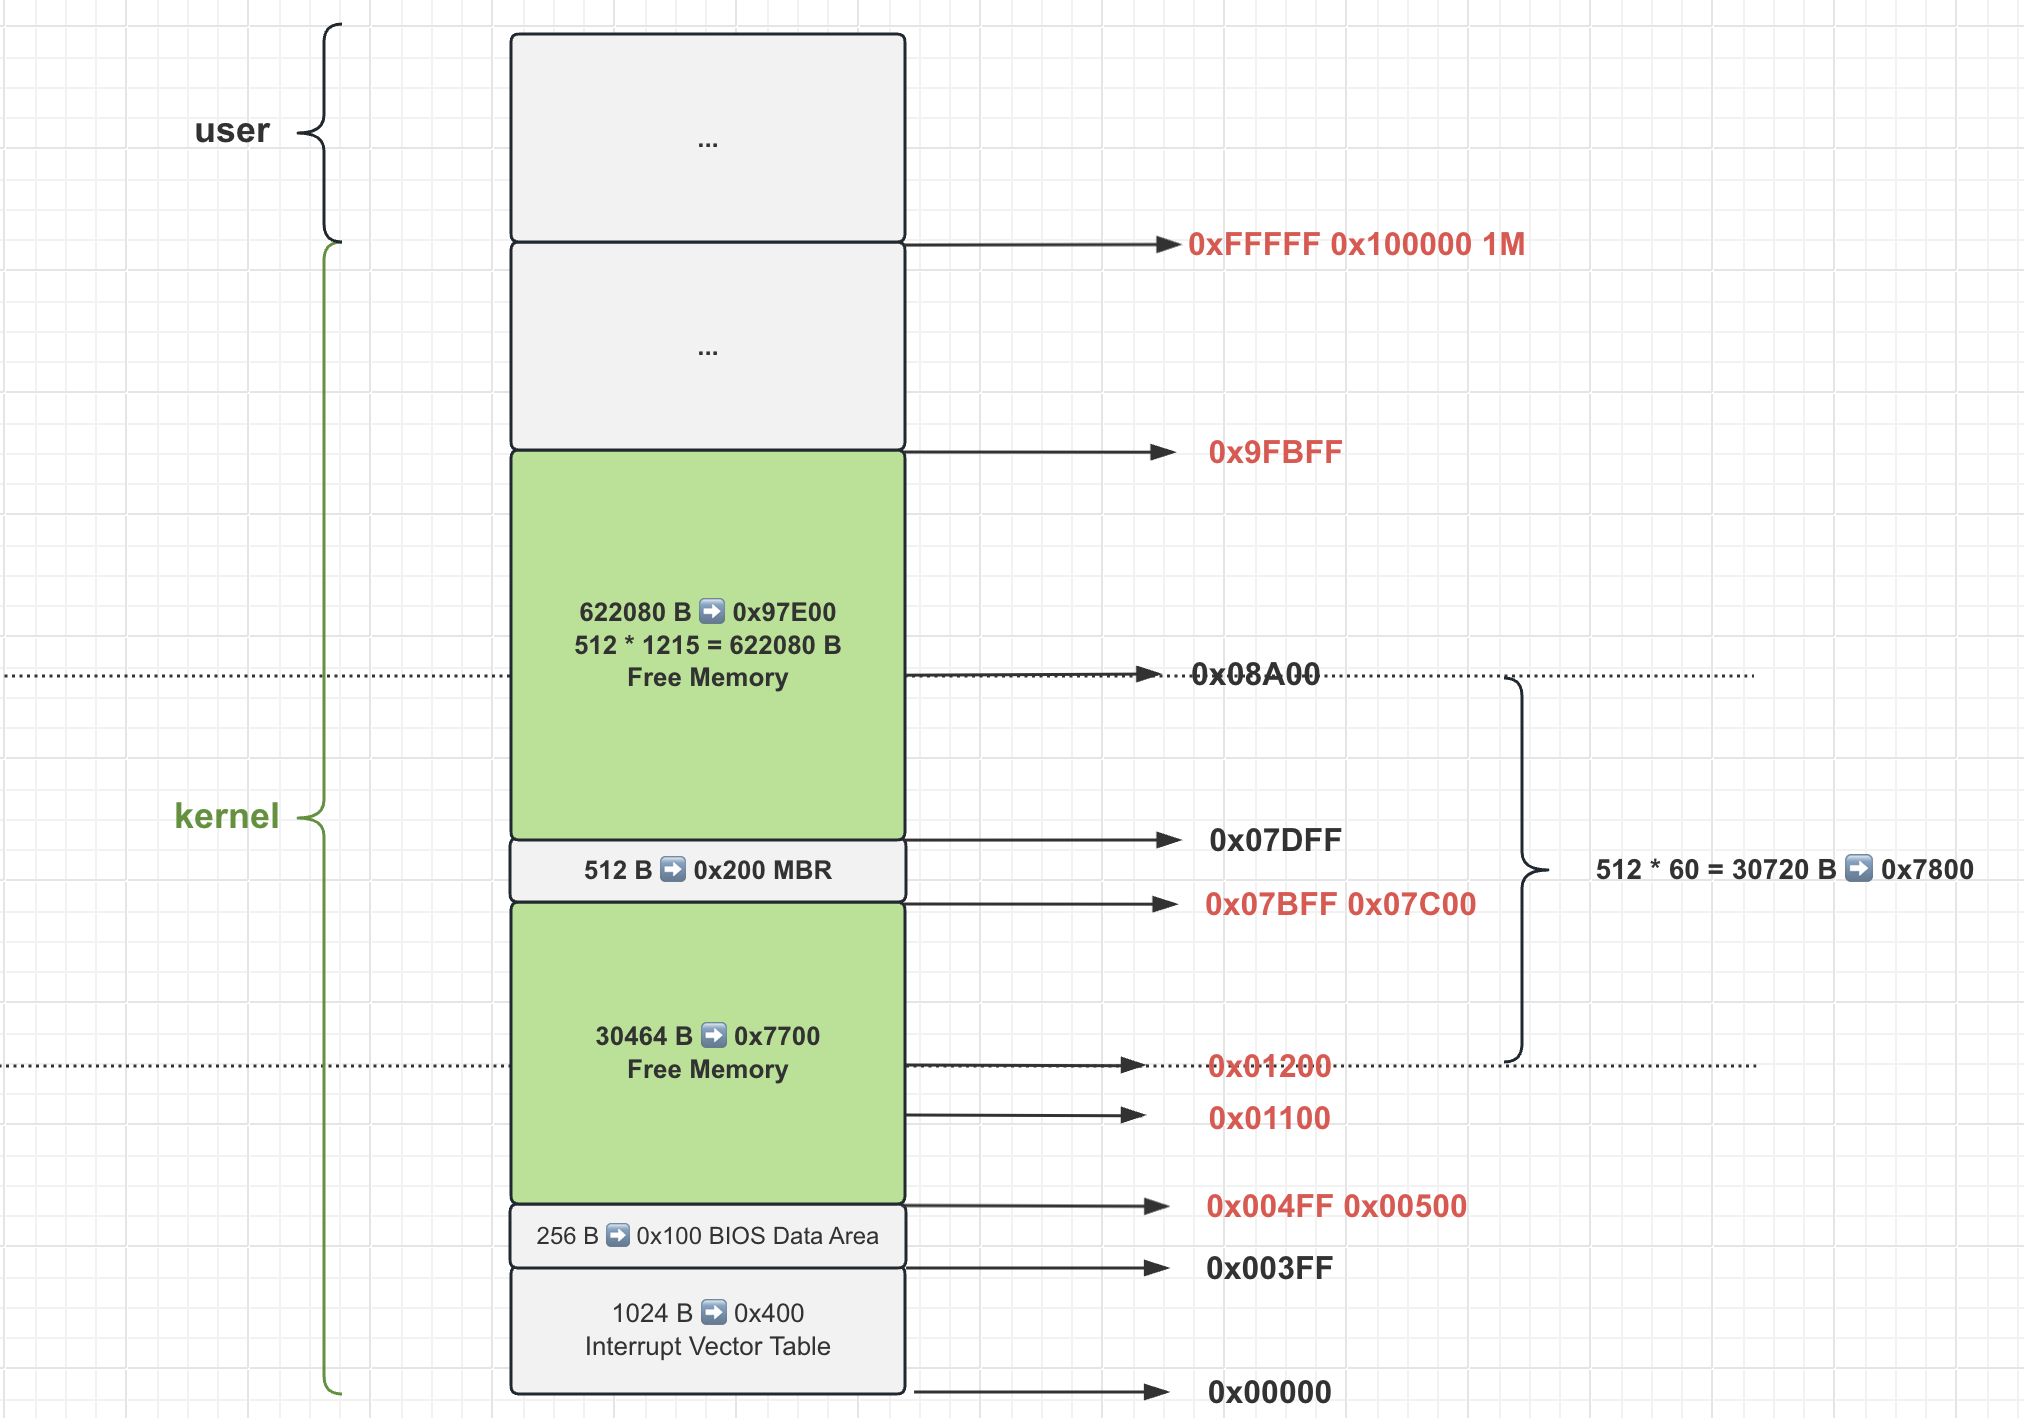 user
...
0xFFFFF 0x100000 1M
...
0x9FBFF
622080 B ➡️ 0x97E00
512 * 1215 = 622080 B
Free Memory
0x08A00
kernel
0x07DFF
512 B ➡️ 0x200 MBR
512 * 60 = 30720 B ➡️ 0x7800
0x07BFF 0x07C00
30464 B ➡️ 0x7700
Free Memory
0x01200
0x01100
0x004FF 0x00500
256 B ➡️ 0x100 BIOS Data Area
0x003FF
1024 B ➡️ 0x400
Interrupt Vector Table
0x00000